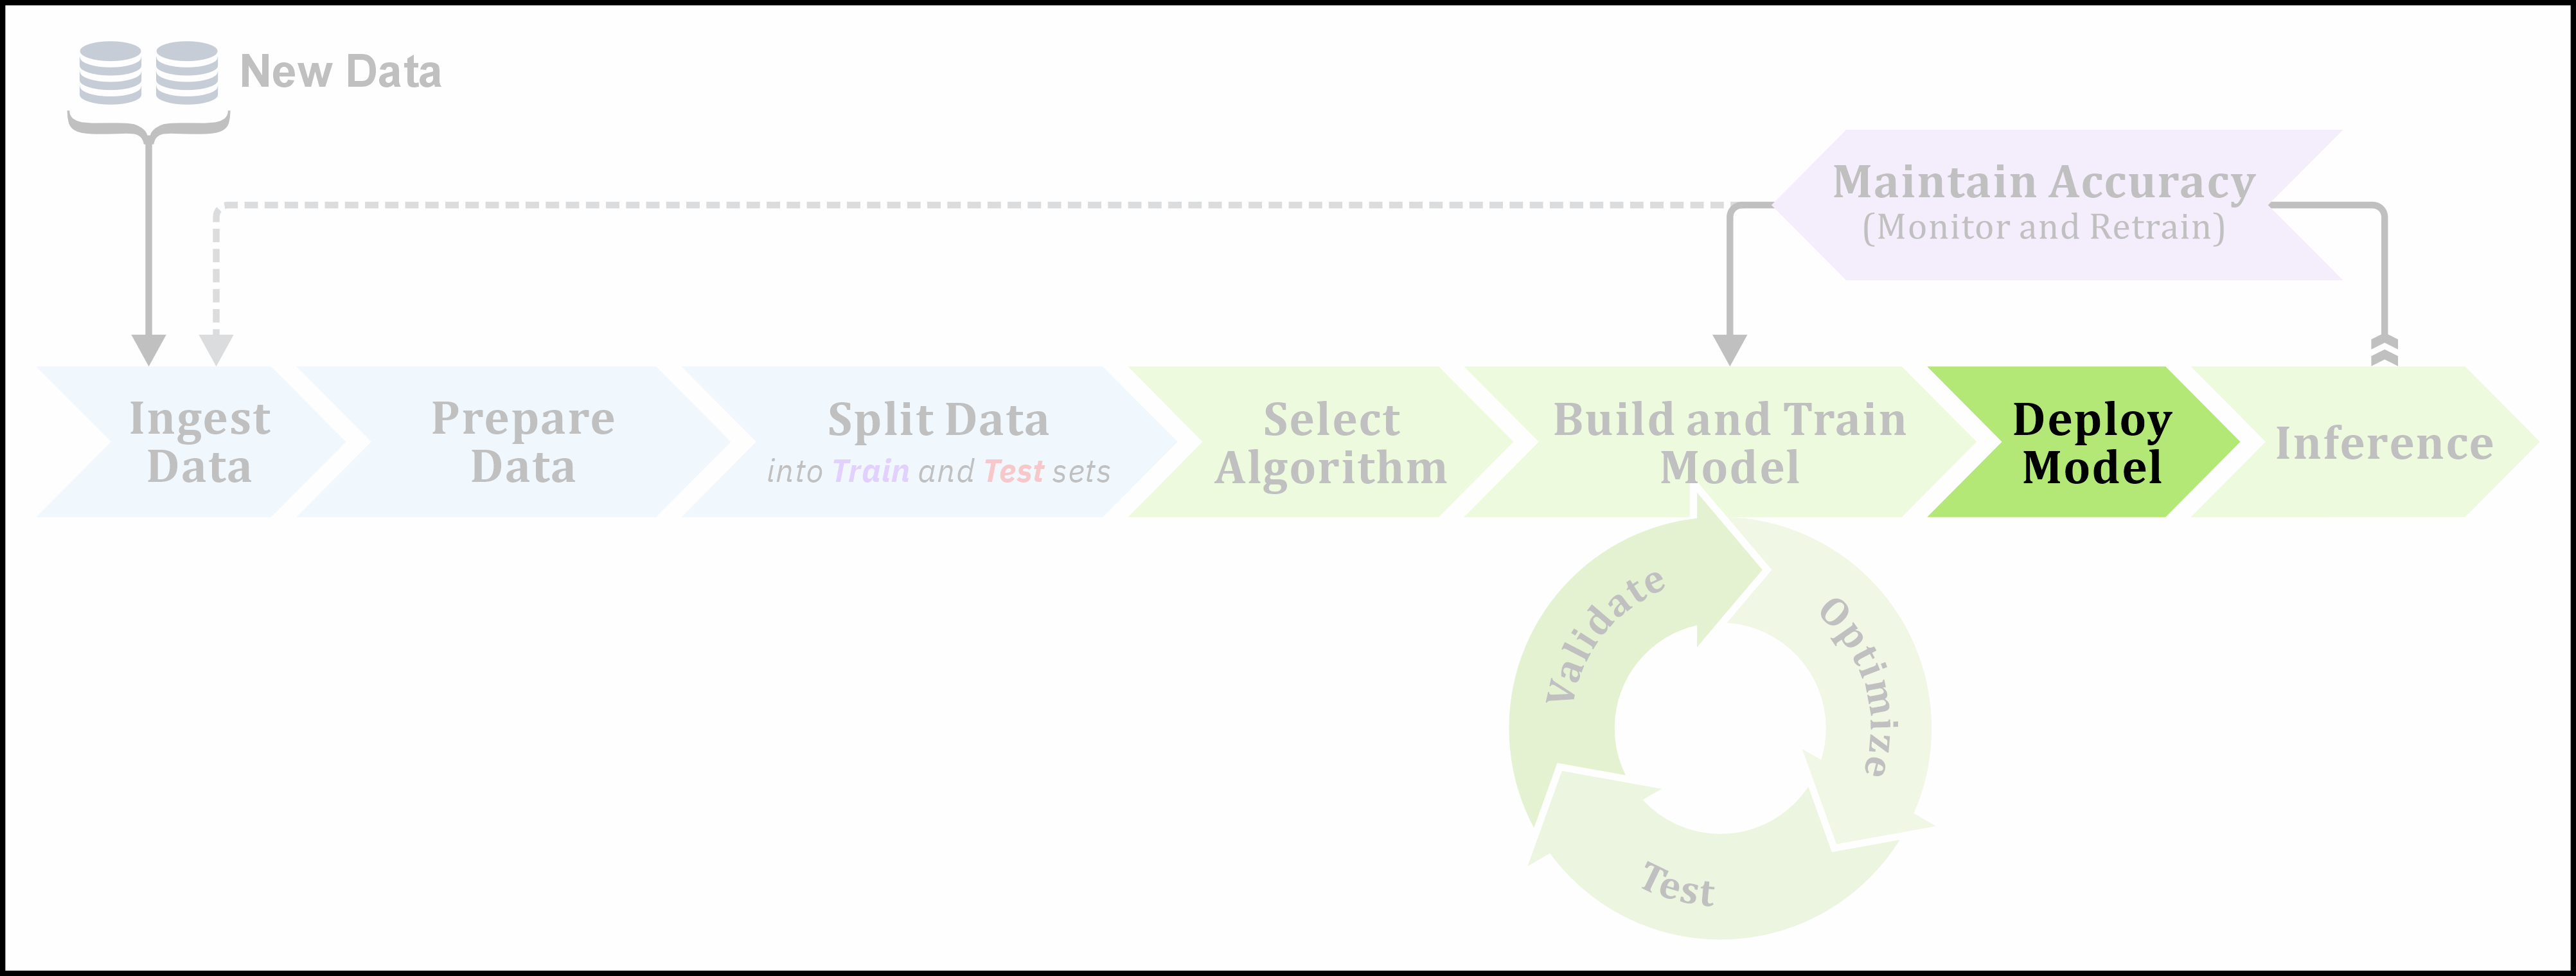 New Data
Maintain Accuracy
(Monitor and Retrain)
Ingest
Data
Prepare
Data
Split Data
into Train and Test sets
Select
Algorithm
Build and Train
Model
Deploy
Model
Inference
Validate
Optimize
Test